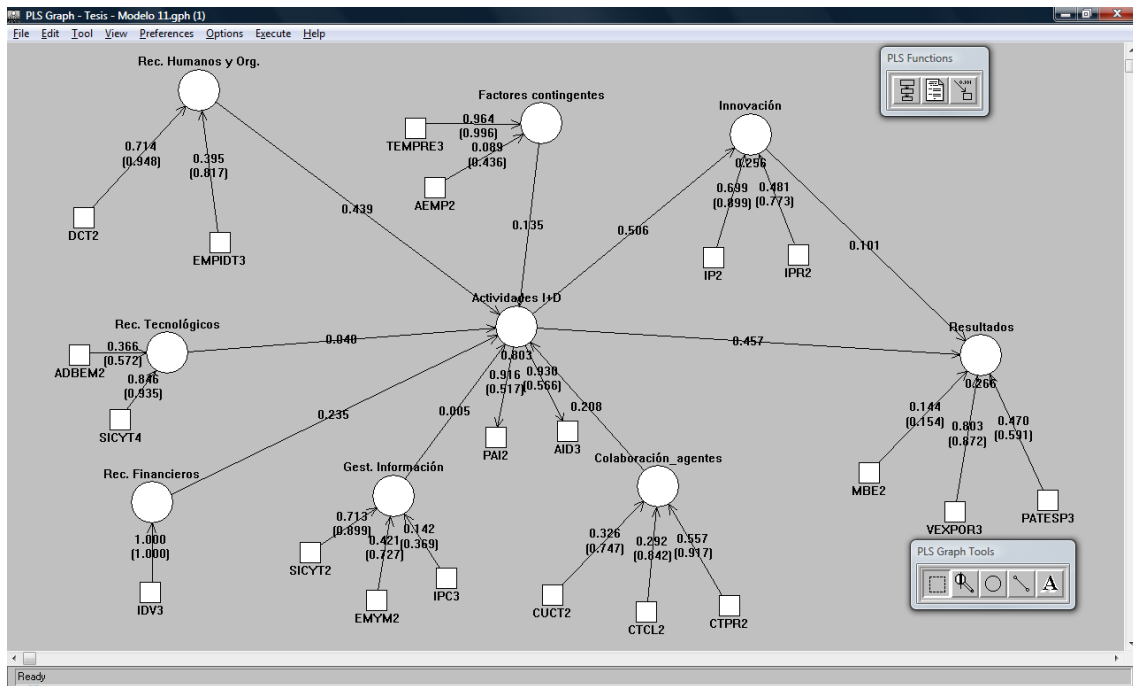 PLS Graph - Tesis - Modelo 11.gph (1)
File Edit Tool View Preferences Options Execute Help
PLS Functions
0.101
Rec. Humanos y Org.
0.714
(0.948)
0.395
(0.817)
DCT2
EMPIDT3
0.439
Factores contingentes
0.964
(0.996)
TEMPRE3
0.089
(0.436)
AEMP2
0.135
Innovación
0.256
0.699
(0.899)
0.481
(0.773)
IP2
IPR2
0.506
0.101
Rec. Tecnológicos
0.366
(0.572)
ADBEM2
0.846
(0.935)
SICYT4
0.040
Actividades I+D
0.803
0.916
(0.517)
0.930
(0.566)
PAI2
AID3
0.457
Resultados
0.266
0.144
(0.154)
0.803
(0.872)
0.470
(0.591)
MBE2
VEXPOR3
PATESP3
Rec. Financieros
1.000
(1.000)
IDV3
0.235
Gest. Información
0.713
(0.899)
0.421
(0.727)
0.142
(0.369)
SICYT2
EMYM2
IPC3
0.005
Colaboración_agentes
0.326
(0.747)
0.292
(0.842)
0.557
(0.917)
CUCT2
CTCL2
CTPR2
0.208
PLS Graph Tools
A
Ready